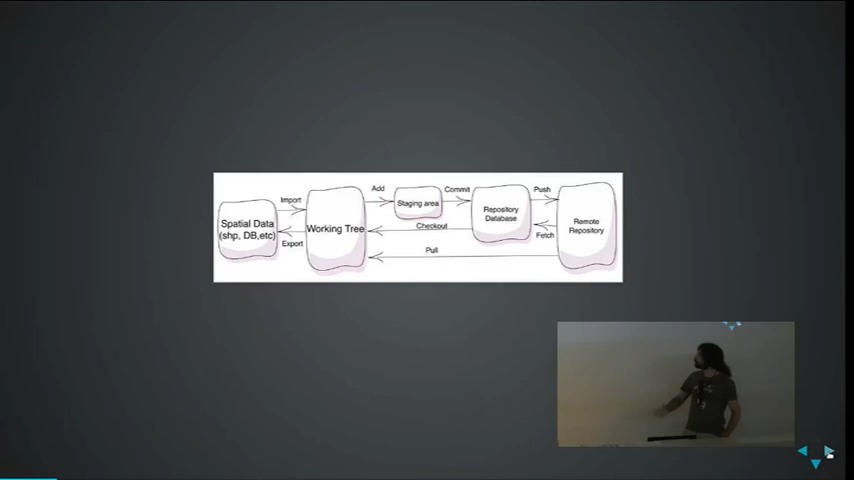 Import
Spatial Data
(shp, DB,etc)
Export
Working Tree
Add
Staging area
Commit
Repository
Database
Push
Fetch
Checkout
Pull
Remote
Repository